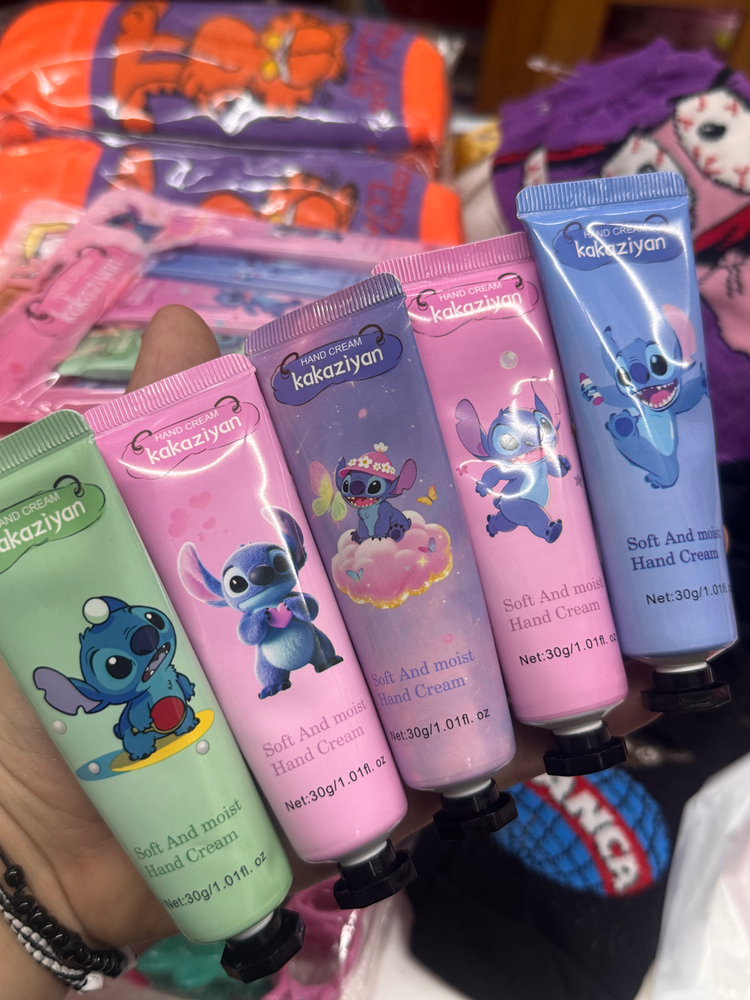 HAND CREAM
kakaziyan
Soft And moist
Hand Cream
Net:30g/1.01fl. oz
HAND CREAM
kakaziyan
Soft And moist
Hand Cream
Net:30g/1.01fl. oz
HAND CREAM
kakaziyan
Soft And moist
Hand Cream
Net:30g/1.01fl. oz
HAND CREAM
kakaziyan
Soft And moist
Hand Cream
Net:30g/1.01fl. oz
AND CREAM
akaziyan
Soft And moist
Hand Cream
Net:30g/1.01fl. oz
kakaziyan
ANCA